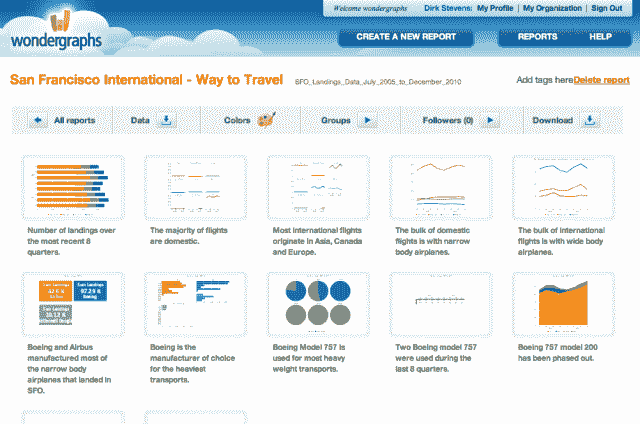 Welcome wondergraphs
Dirk Stevens: My Profile | My Organization | Sign Out
wondergraphs
CREATE A NEW REPORT
REPORTS
HELP
San Francisco International - Way to Travel
SFO_Landings_Data_July_2005_to_December_2010
Add tags here
Delete report
All reports
Data
Colors
Groups
Followers (0)
Download
Number of landings over
the most recent 8
quarters.
The majority of flights
are domestic.
Most international flights
originate in Asia, Canada
and Europe.
The bulk of domestic
flights is with narrow
body airplanes.
The bulk of international
flights is with wide body
airplanes.
Boeing and Airbus
manufactured most of
the narrow body
airplanes that landed in
SFO.
Boeing is the
manufacturer of choice
for the heaviest
transports.
Boeing Model 757 is
used for most heavy
weight transports.
Two Boeing model 757
were used during the
last 8 quarters.
Boeing 757 model 200
has been phased out.